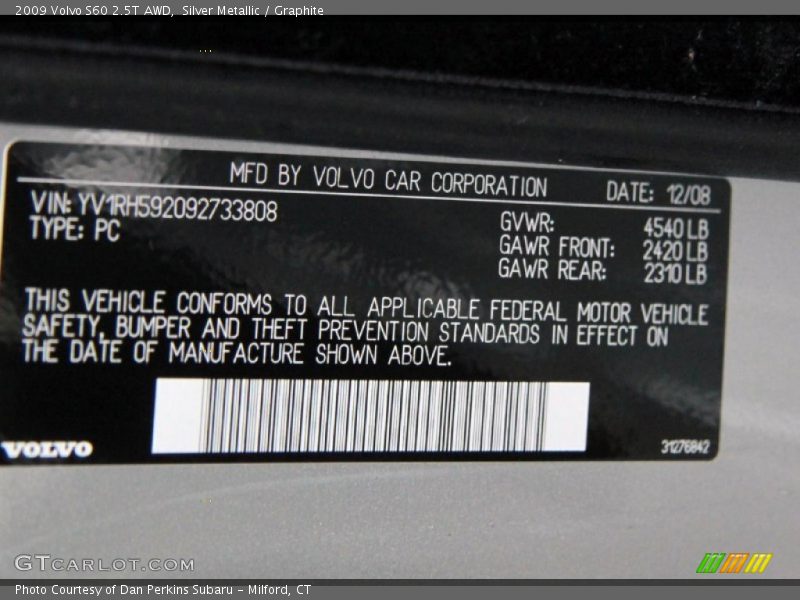 2009 Volvo S60 2.5T AWD,  Silver Metallic / Graphite
MFD BY VOLVO CAR CORPORATION DATE: 12/08
VIN: YV1RH592092733808 GVWR: 4540 LB
TYPE: PC GAWR FRONT: 2420 LB
GAWR REAR: 2310 LB
THIS VEHICLE CONFORMS TO ALL APPLICABLE FEDERAL MOTOR VEHICLE
SAFETY, BUMPER AND THEFT PREVENTION STANDARDS IN EFFECT ON
THE DATE OF MANUFACTURE SHOWN ABOVE.
VOLVO 31276842
GTCARLOT.COM
Photo Courtesy of Dan Perkins Subaru - Milford, CT